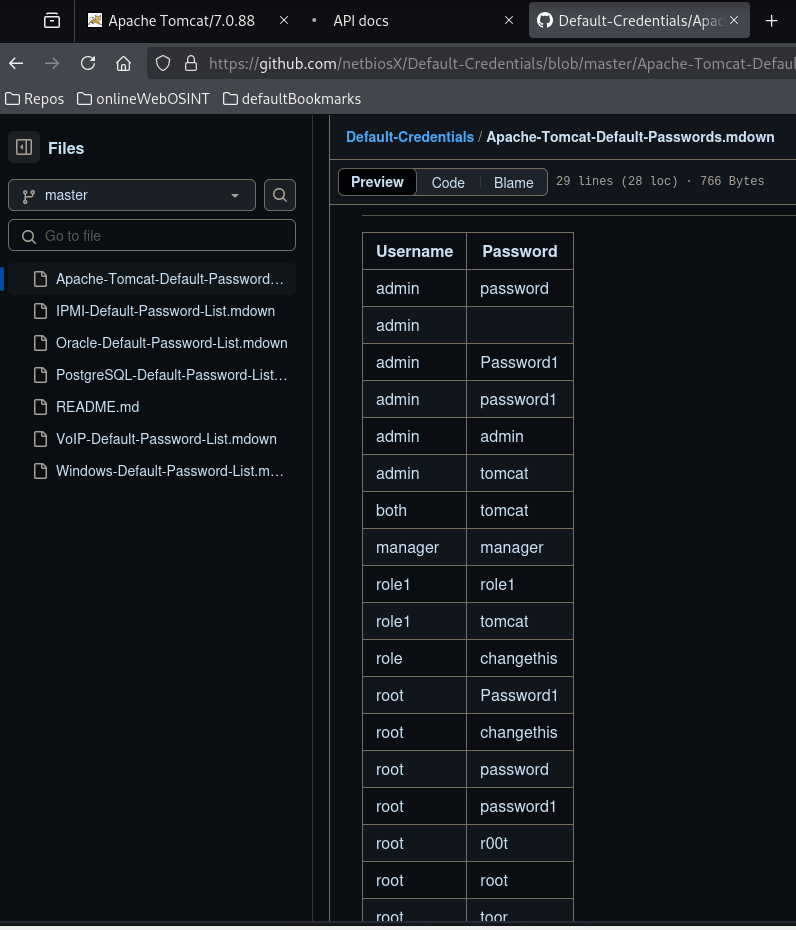 Apache Tomcat/7.0.88
API docs
Default-Credentials/Apac
https://github.com/netbiosX/Default-Credentials/blob/master/Apache-Tomcat-Defaul
Repos onlineWebOSINT defaultBookmarks
Files
master
Go to file
Apache-Tomcat-Default-Password…
IPMI-Default-Password-List.mdown
Oracle-Default-Password-List.mdown
PostgreSQL-Default-Password-List…
README.md
VoIP-Default-Password-List.mdown
Windows-Default-Password-List.m…
Default-Credentials / Apache-Tomcat-Default-Passwords.mdown
Preview Code Blame 29 lines (28 loc) · 766 Bytes
Username Password
admin password
admin
admin Password1
admin password1
admin admin
admin tomcat
both tomcat
manager manager
role1 role1
role1 tomcat
role changethis
root Password1
root changethis
root password
root password1
root r00t
root root
root toor